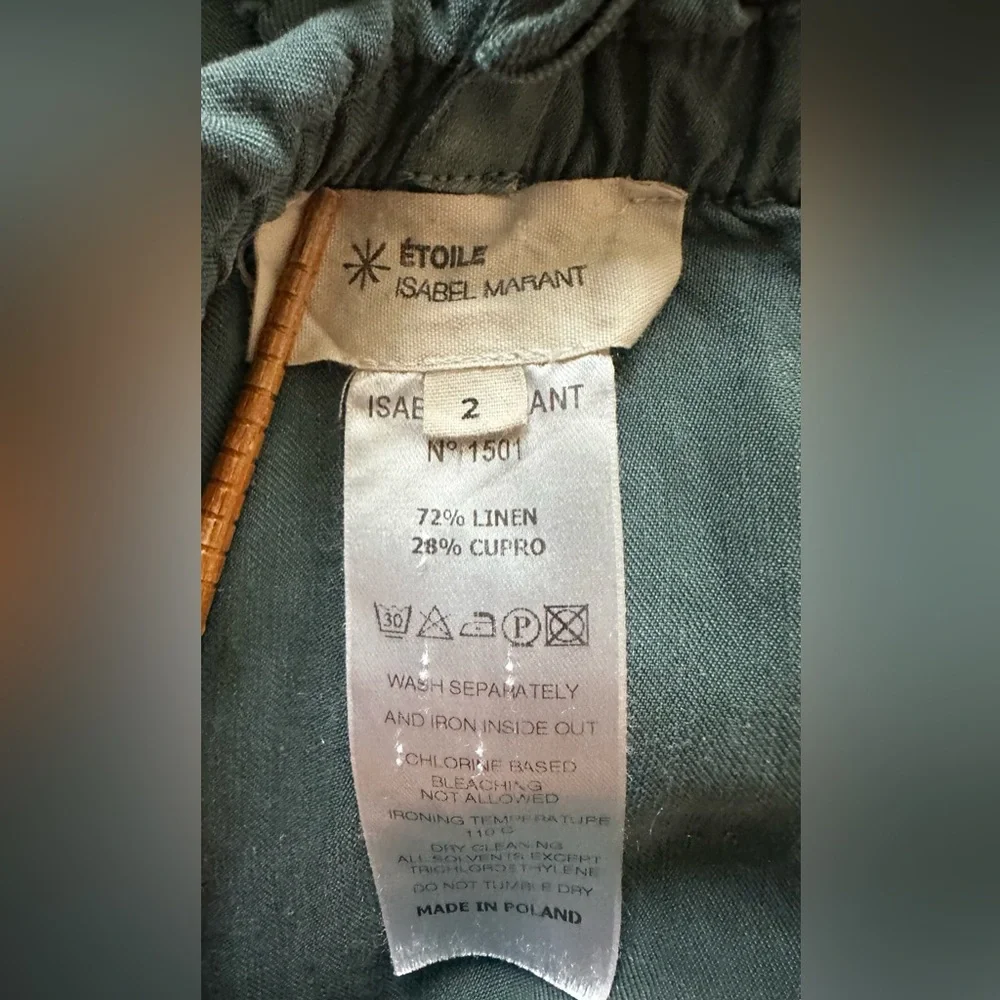 ÉTOILE
ISABEL MARANT
ISAB ANT
2
N° 1501
72% LINEN
28% CUPRO
30 P
WASH SEPARATELY
AND IRON INSIDE OUT
CHLORINE BASED
BLEACHING
NOT ALLOWED
IRONING TEMPERATURE
110°C
DRY CLEANING
ALL SOLVENTS EXCEPT
TRICHLOROETHYLENE
DO NOT TUMBLE DRY
MADE IN POLAND